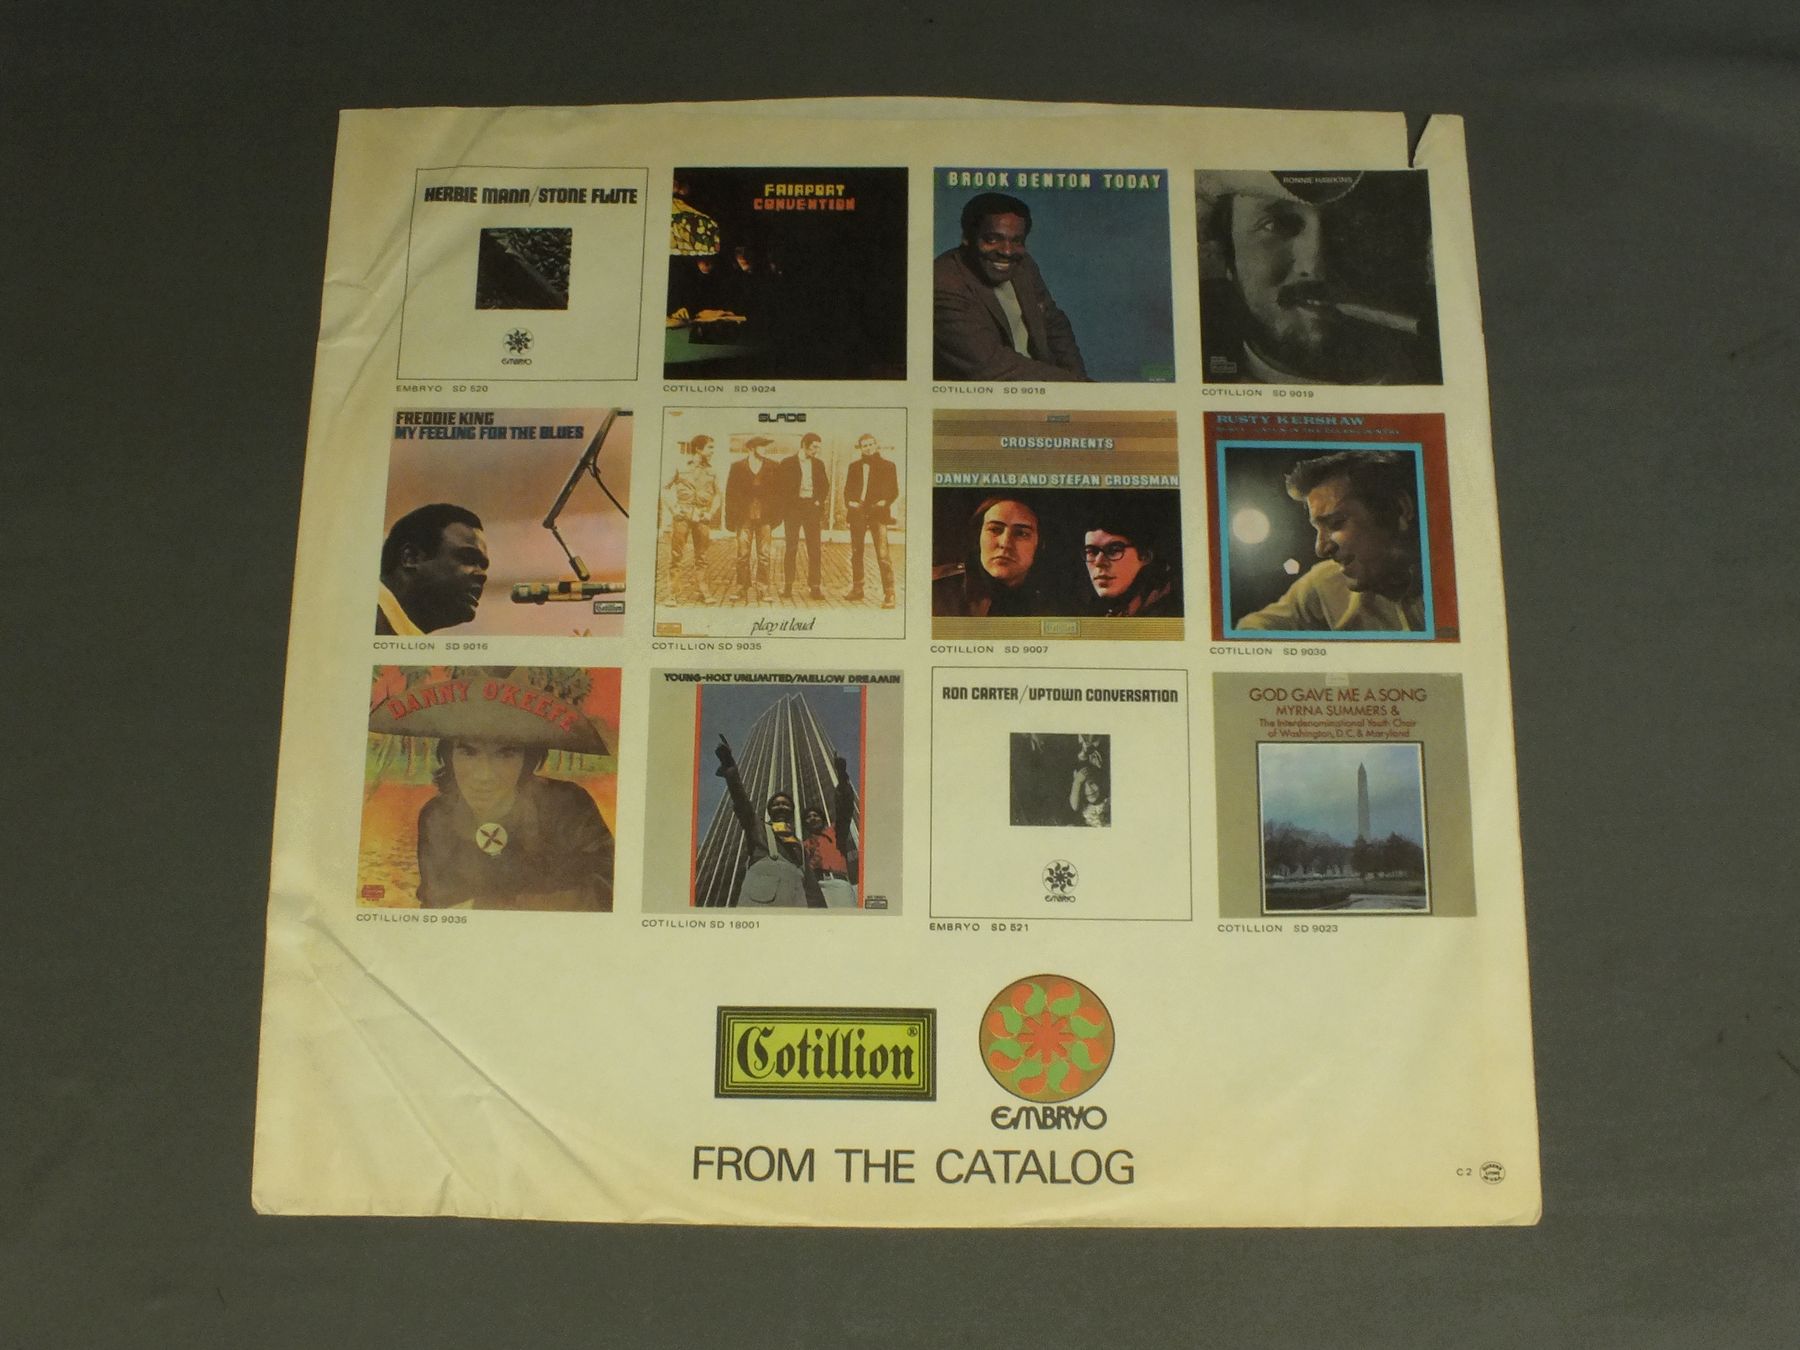 HERBIE MANN/STONE FLUTE
EMBRYO
EMBRYO SD 520
FAIRPORT
CONVENTION
COTILLION SD 9024
BROOK BENTON TODAY
COTILLION SD 9018
RONNIE HAWKINS
COTILLION SD 9019
FREDDIE KING
MY FEELING FOR THE BLUES
Cotillion
COTILLION SD 9016
SLADE
play it loud
COTILLION SD 9035
CROSSCURRENTS
DANNY KALB AND STEFAN GROSSMAN
Cotillion
COTILLION SD 9007
RUSTY KERSHAW
COTILLION SD 9030
DANNY O'KEEFE
COTILLION SD 9036
YOUNG-HOLT UNLIMITED/MELLOW DREAMIN
Cotillion
COTILLION SD 18001
RON CARTER/UPTOWN CONVERSATION
EMBRYO
EMBRYO SD 521
GOD GAVE ME A SONG
MYRNA SUMMERS &
The Interdenominational Youth Choir
of Washington, D.C. & Maryland
COTILLION SD 9023
Cotillion®
EMBRYO
FROM THE CATALOG
C 2